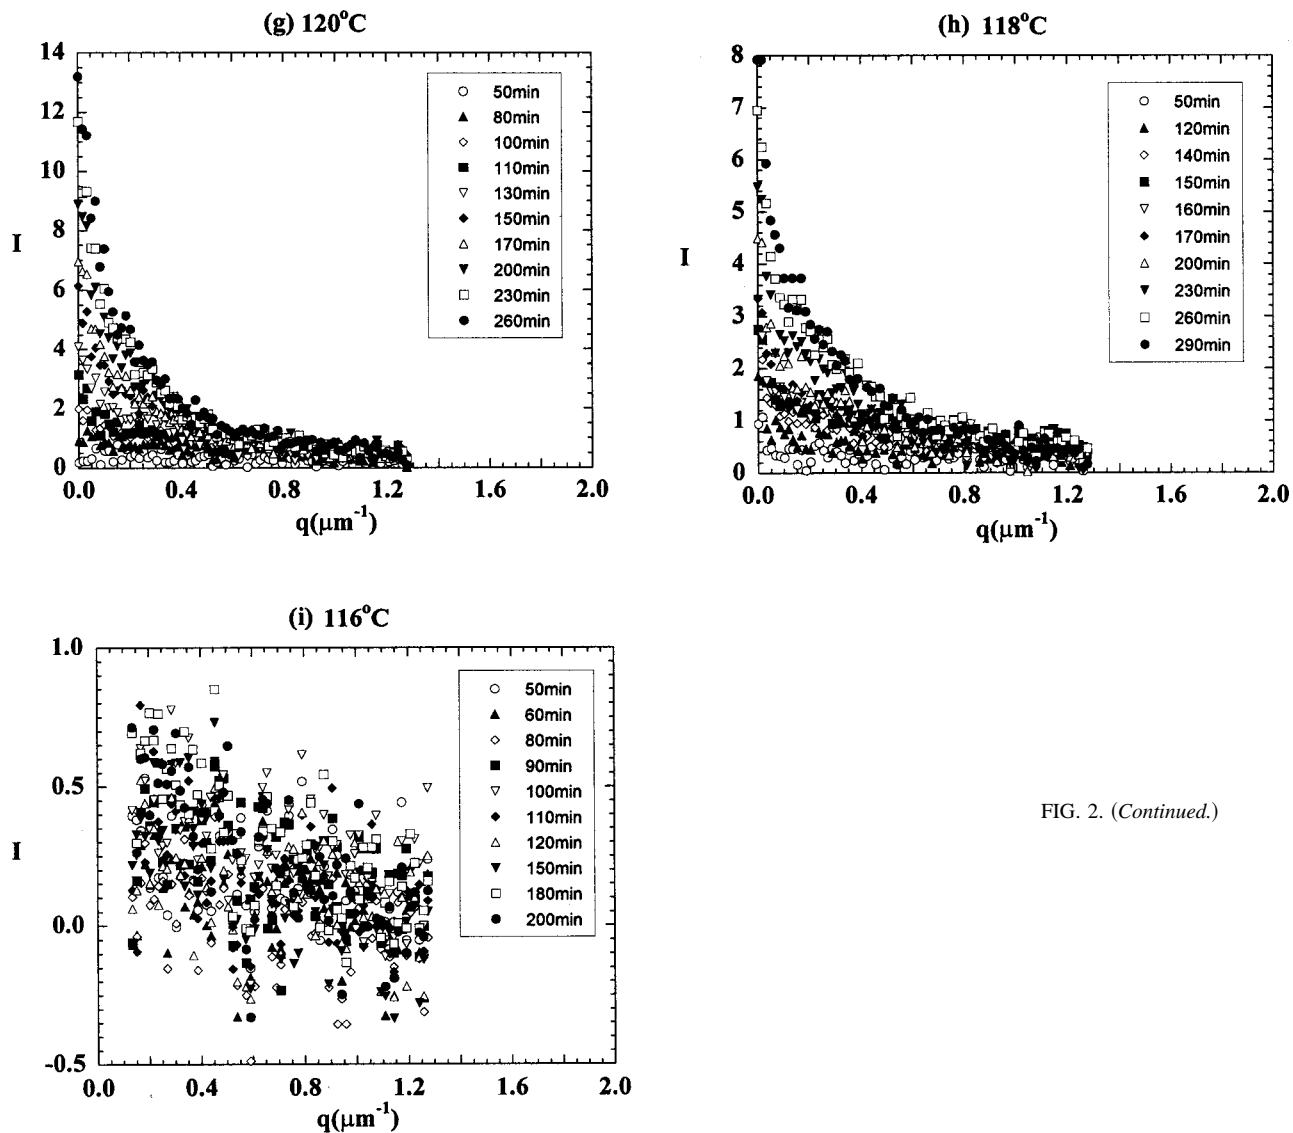 (g) 120°C
14
12
10
8
6
4
2
0
I
0.0 0.4 0.8 1.2 1.6 2.0
q(μm⁻¹)
50min
80min
100min
110min
130min
150min
170min
200min
230min
260min
(h) 118°C
8
7
6
5
4
3
2
1
0
I
0.0 0.4 0.8 1.2 1.6 2.0
q(μm⁻¹)
50min
120min
140min
150min
160min
170min
200min
230min
260min
290min
(i) 116°C
1.0
0.5
0.0
-0.5
I
0.0 0.4 0.8 1.2 1.6 2.0
q(μm⁻¹)
50min
60min
80min
90min
100min
110min
120min
150min
180min
200min
FIG. 2. (Continued.)